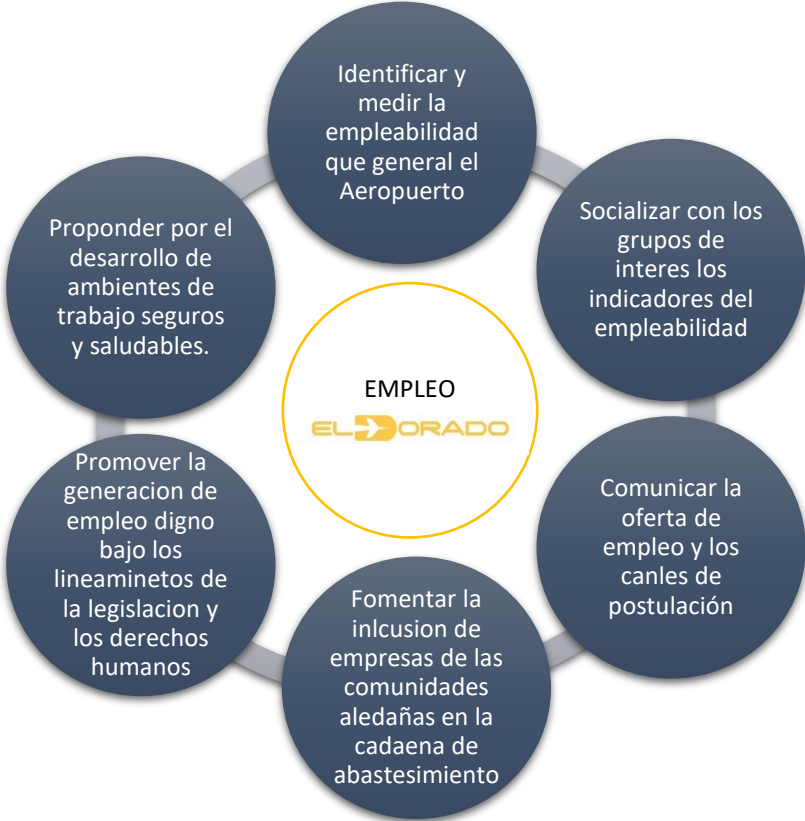 Identificar y
medir la
empleabilidad
que general el
Aeropuerto
Socializar con los
grupos de
interes los
indicadores del
empleabilidad
Comunicar la
oferta de
empleo y los
canles de
postulación
Fomentar la
inlcusion de
empresas de las
comunidades
aledañas en la
cadaena de
abastesimiento
Promover la
generacion de
empleo digno
bajo los
lineaminetos de
la legislacion y
los derechos
humanos
Proponder por el
desarrollo de
ambientes de
trabajo seguros
y saludables.
EMPLEO
EL DORADO